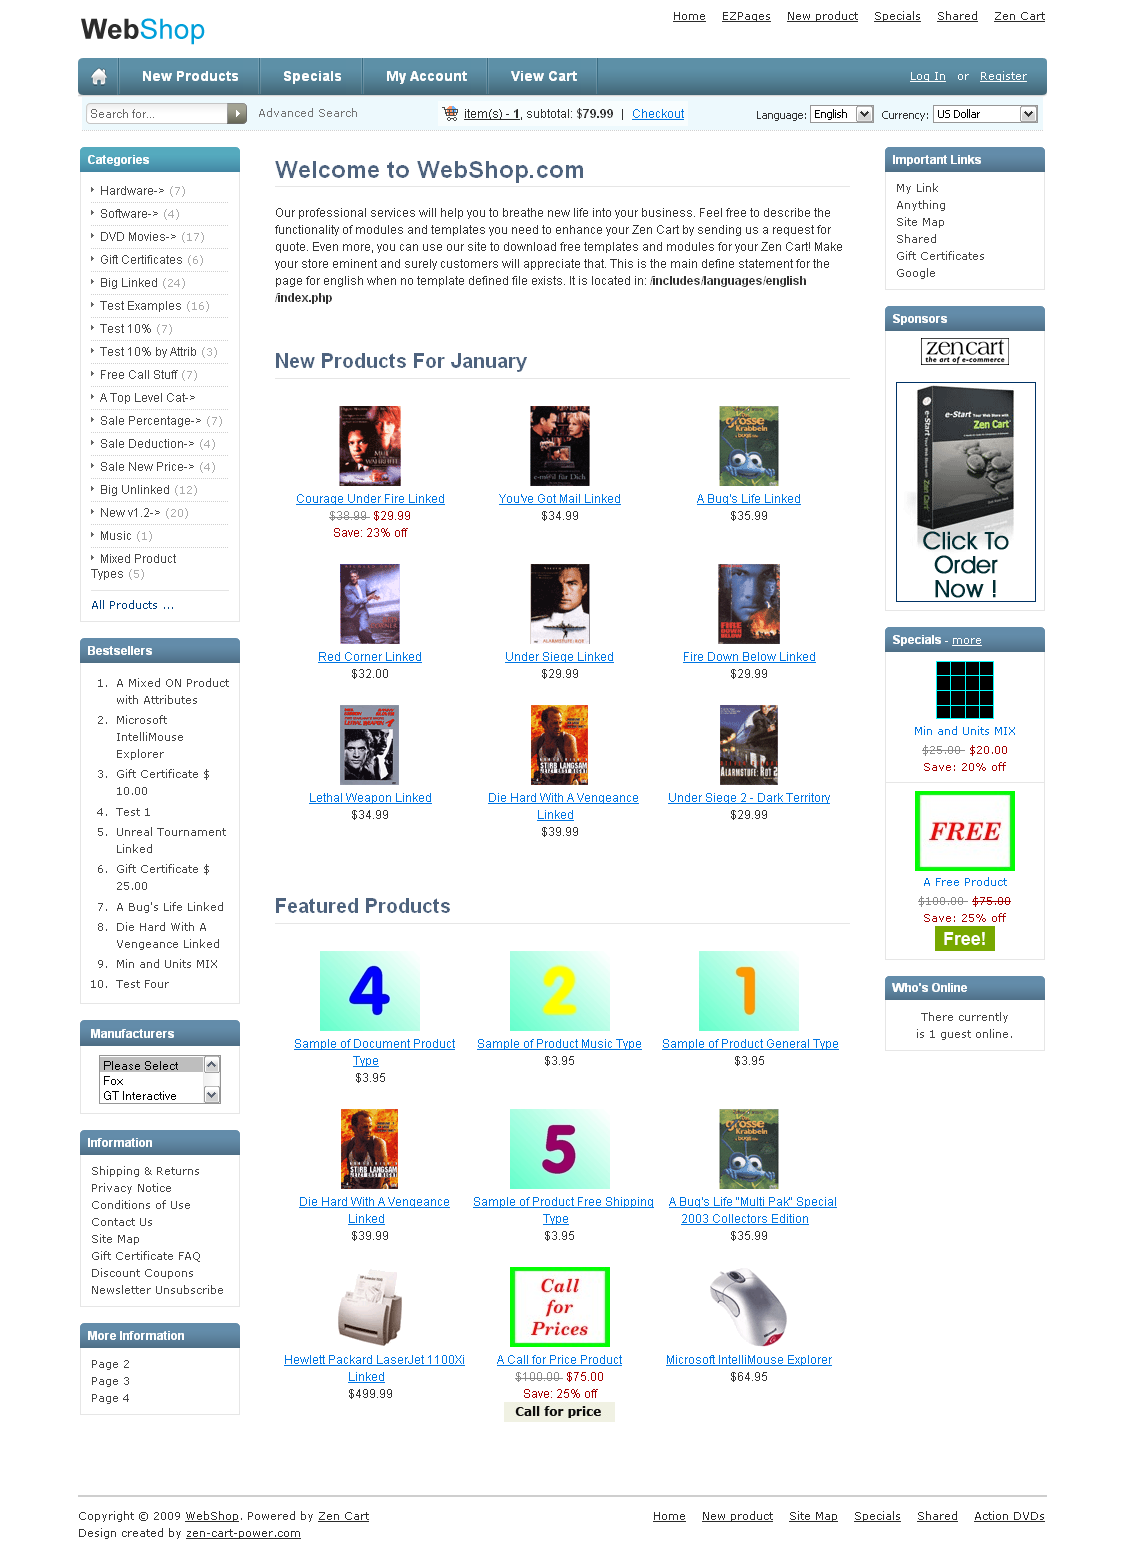 WebShop
Home EZPages New product Specials Shared Zen Cart
New Products Specials My Account View Cart Log In or Register
Search for... Advanced Search item(s) - 1, subtotal: $79.99 | Checkout Language: English Currency: US Dollar
Categories
Hardware-> (7)
Software-> (4)
DVD Movies-> (17)
Gift Certificates (6)
Big Linked (24)
Test Examples (16)
Test 10% (7)
Test 10% by Attrib (3)
Free Call Stuff (7)
A Top Level Cat->
Sale Percentage-> (7)
Sale Deduction-> (4)
Sale New Price-> (4)
Big Unlinked (12)
New v1.2-> (20)
Music (1)
Mixed Product
Types (5)
All Products ...
Bestsellers
1. A Mixed ON Product
with Attributes
2. Microsoft
IntelliMouse
Explorer
3. Gift Certificate $
10.00
4. Test 1
5. Unreal Tournament
Linked
6. Gift Certificate $
25.00
7. A Bug's Life Linked
8. Die Hard With A
Vengeance Linked
9. Min and Units MIX
10. Test Four
Manufacturers
Please Select
Fox
GT Interactive
Information
Shipping & Returns
Privacy Notice
Conditions of Use
Contact Us
Site Map
Gift Certificate FAQ
Discount Coupons
Newsletter Unsubscribe
More Information
Page 2
Page 3
Page 4
Welcome to WebShop.com
Our professional services will help you to breathe new life into your business. Feel free to describe the
functionality of modules and templates you need to enhance your Zen Cart by sending us a request for
quote. Even more, you can use our site to download free templates and modules for your Zen Cart! Make
your store eminent and surely customers will appreciate that. This is the main define statement for the
page for english when no template defined file exists. It is located in: /includes/languages/english
/index.php
New Products For January
Courage Under Fire Linked
$39.99 $29.99
Save: 23% off
You've Got Mail Linked
$34.99
A Bug's Life Linked
$35.99
Red Corner Linked
$32.00
Under Siege Linked
$29.99
FIRE
DOWN
BELOW
Fire Down Below Linked
$29.99
Lethal Weapon Linked
$34.99
STIRB LANGSAM
Die Hard With A Vengeance
Linked
$39.99
ALARMSTUFE: ROT 2
Under Siege 2 - Dark Territory
$29.99
Featured Products
4
Sample of Document Product
Type
$3.95
2
Sample of Product Music Type
$3.95
1
Sample of Product General Type
$3.95
STIRB LANGSAM
Die Hard With A Vengeance
Linked
$39.99
5
Sample of Product Free Shipping
Type
$3.95
A Bug's Life "Multi Pak" Special
2003 Collectors Edition
$35.99
Hewlett Packard LaserJet 1100Xi
Linked
$499.99
Call
for
Prices
A Call for Price Product
$100.00 $75.00
Save: 25% off
Call for price
Microsoft IntelliMouse Explorer
$64.95
Important Links
My Link
Anything
Site Map
Shared
Gift Certificates
Google
Sponsors
zen cart
the art of e-commerce
e-Start Your Web Store with
Zen Cart
Click To
Order
Now !
Specials - more
Min and Units MIX
$25.00 $20.00
Save: 20% off
FREE
A Free Product
$100.00 $75.00
Save: 25% off
Free!
Who's Online
There currently
is 1 guest online.
Copyright © 2009 WebShop. Powered by Zen Cart
Design created by zen-cart-power.com
Home New product Site Map Specials Shared Action DVDs